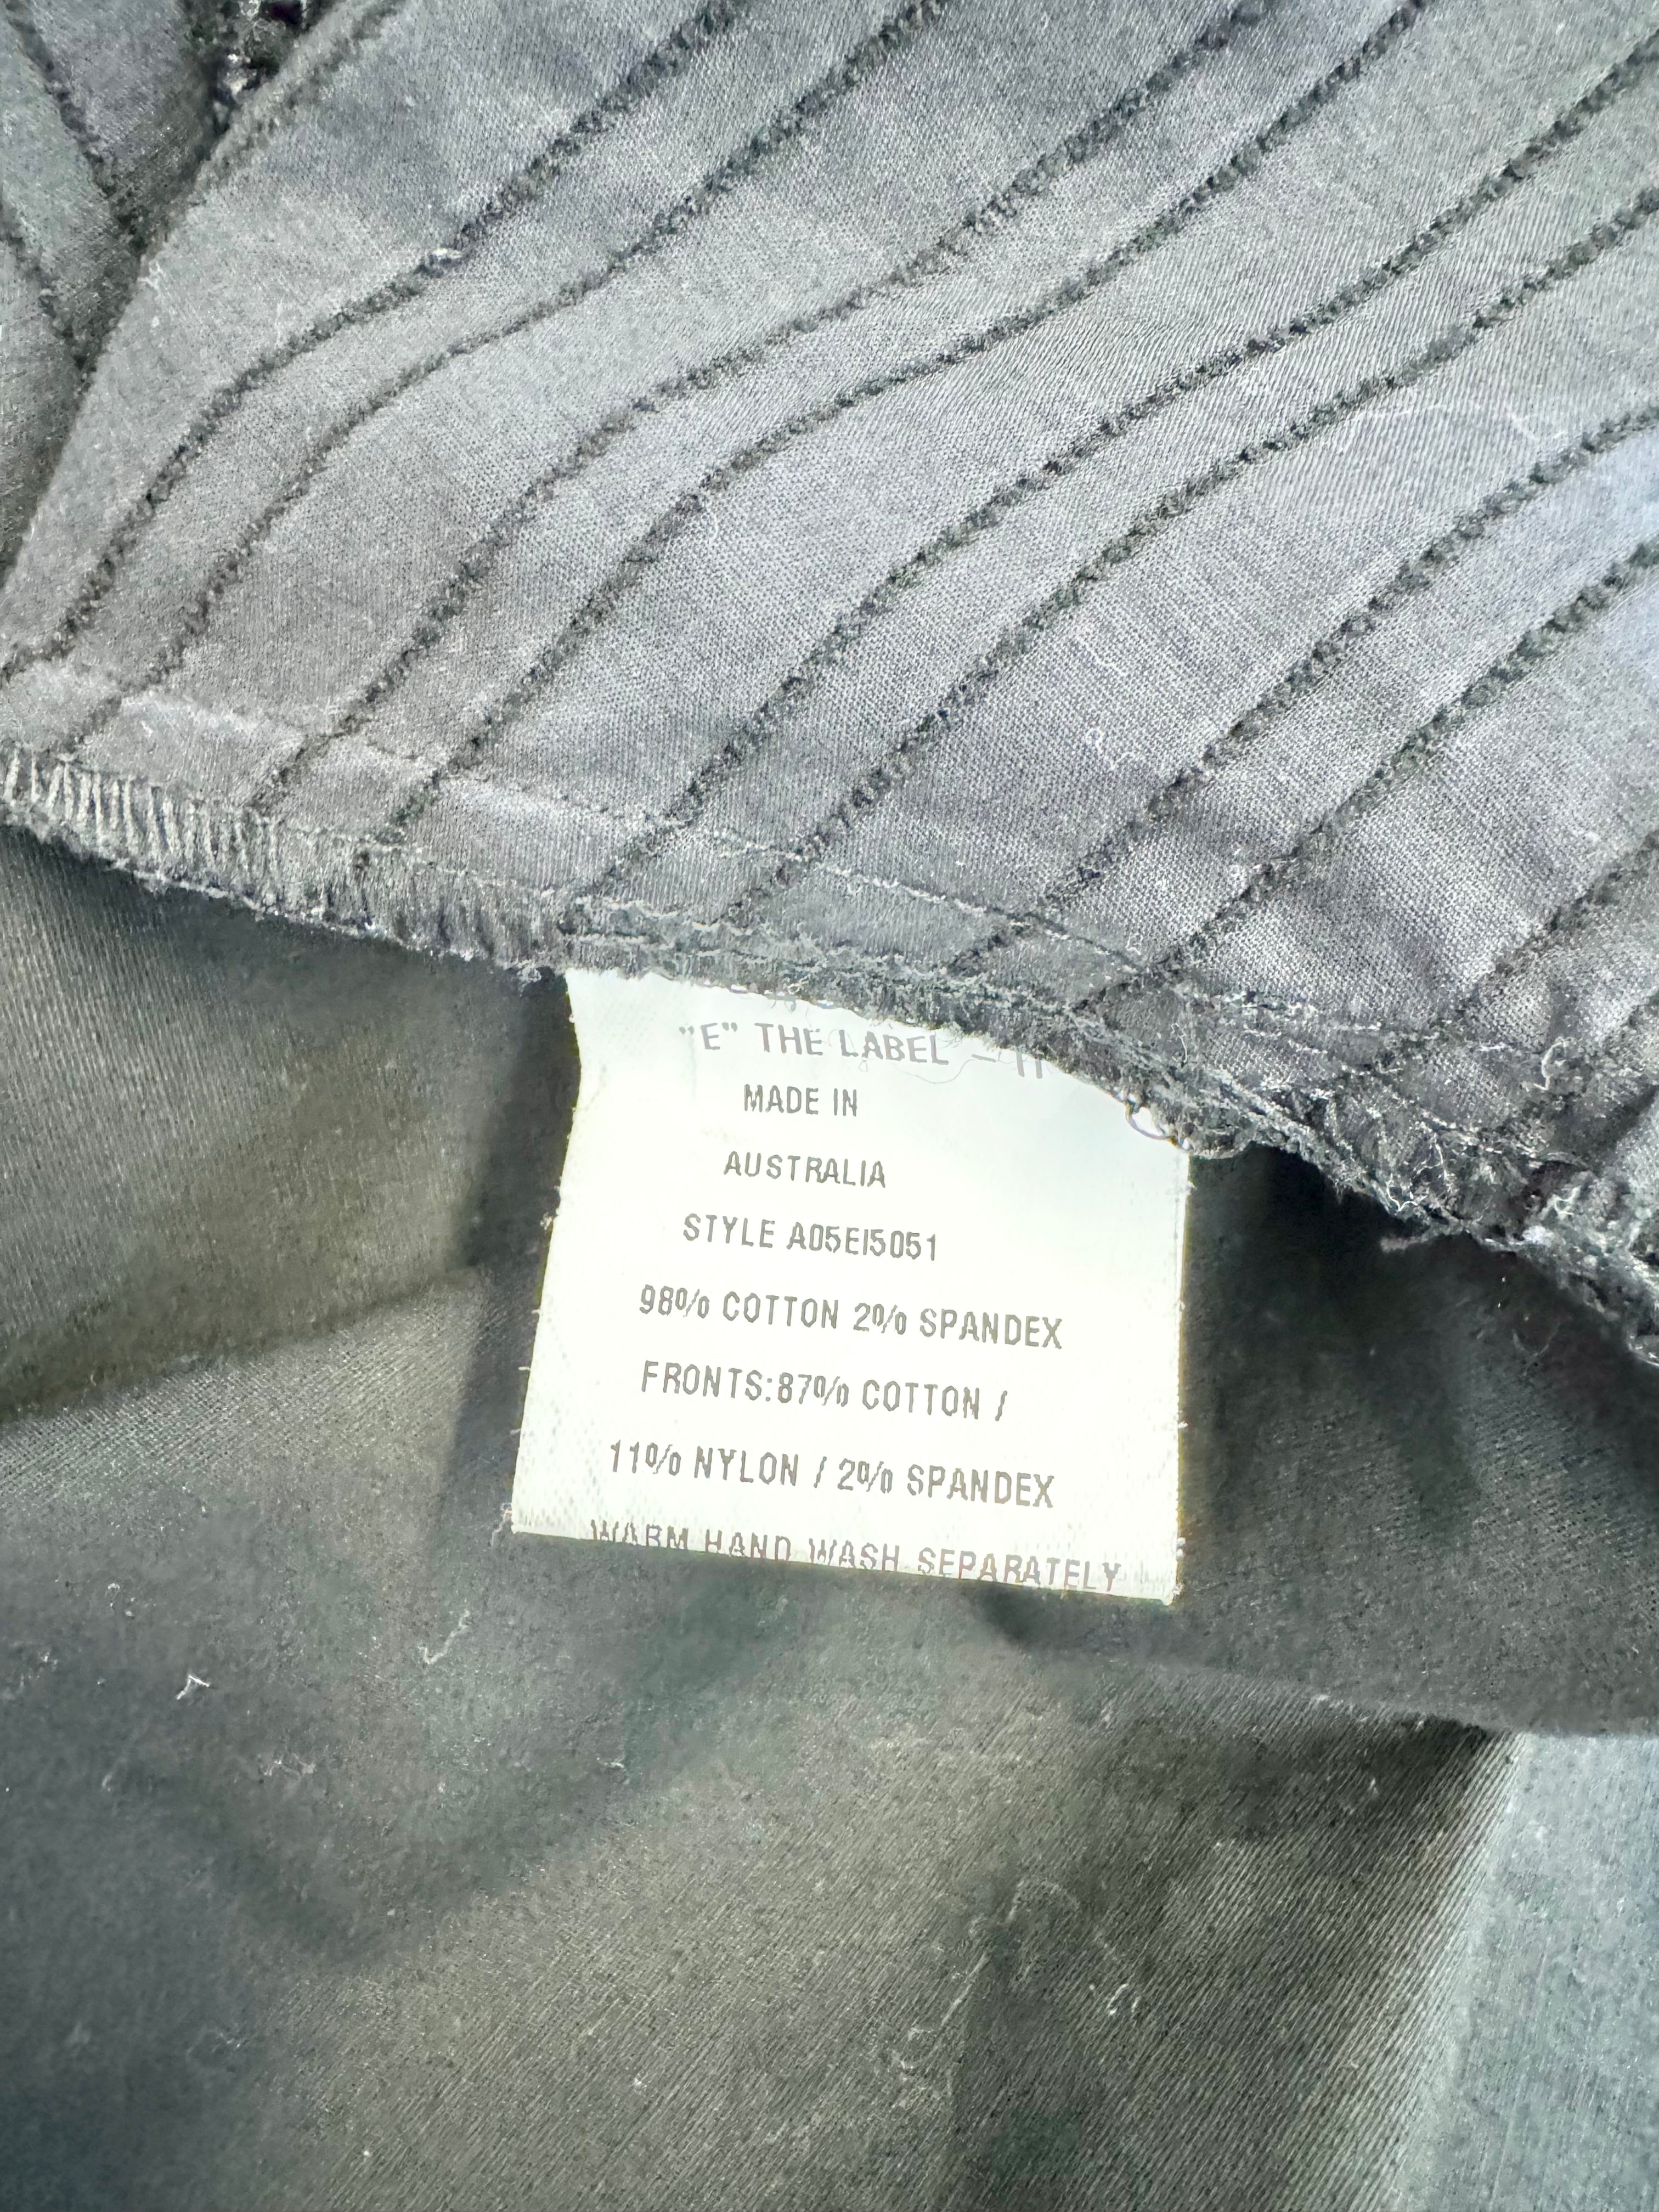 "E" THE LABEL –
MADE IN
AUSTRALIA
STYLE A05EI5051
98% COTTON 2% SPANDEX
FRONTS:87% COTTON /
11% NYLON / 2% SPANDEX
WARM HAND WASH SEPARATELY